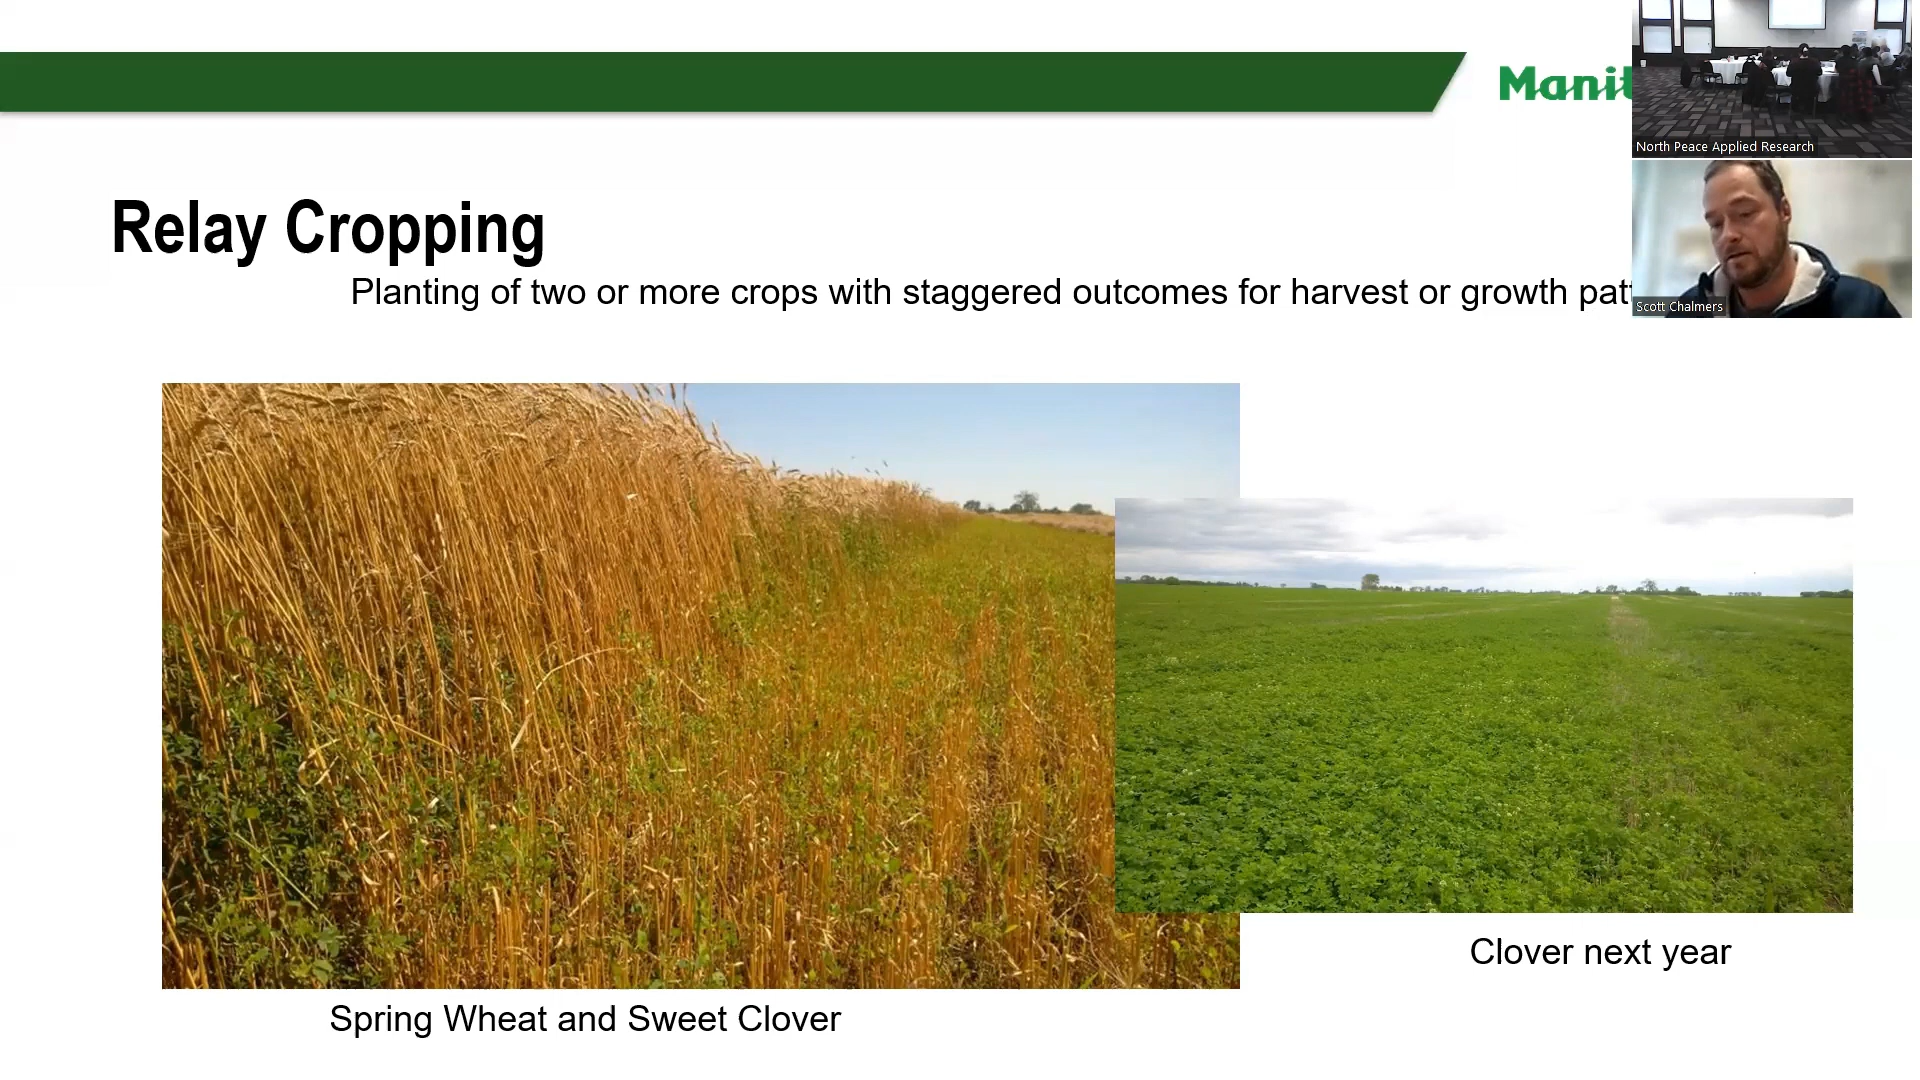 Manit
North Peace Applied Research
Relay Cropping
Planting of two or more crops with staggered outcomes for harvest or growth patt
Scott Chalmers
Clover next year
Spring Wheat and Sweet Clover